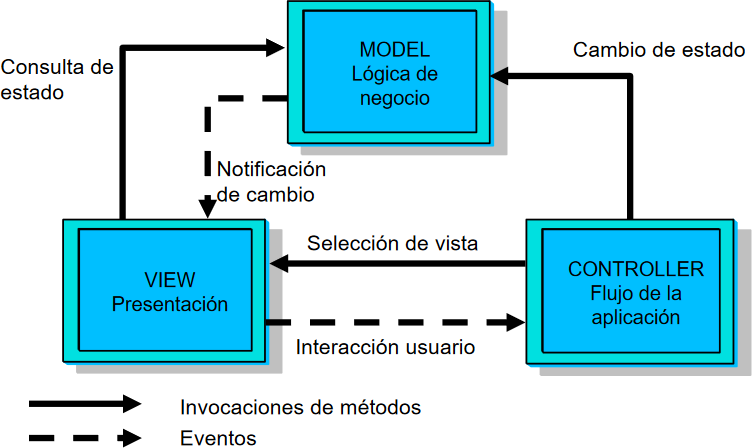 MODEL
Lógica de
negocio
Cambio de estado
Consulta de
estado
Notificación
de cambio
Selección de vista
VIEW
Presentación
CONTROLLER
Flujo de la
aplicación
Interacción usuario
Invocaciones de métodos
Eventos